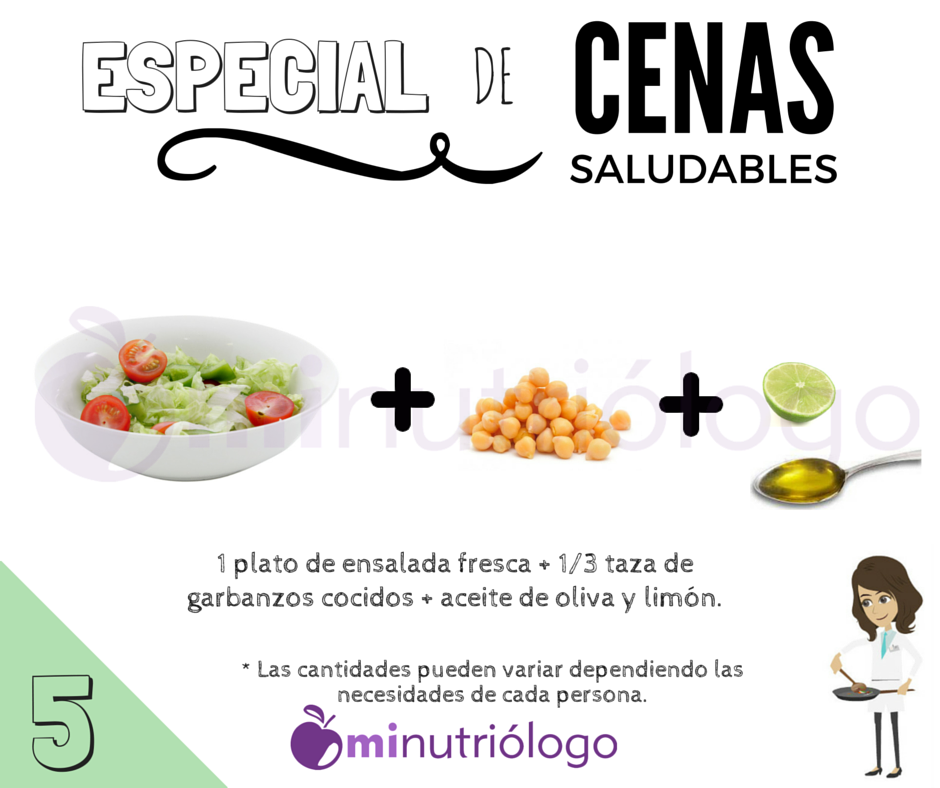 ESPECIAL DE CENAS
SALUDABLES
minutriólogo
1 plato de ensalada fresca + 1/3 taza de
garbanzos cocidos + aceite de oliva y limón.
* Las cantidades pueden variar dependiendo las
necesidades de cada persona.
5
minutriólogo